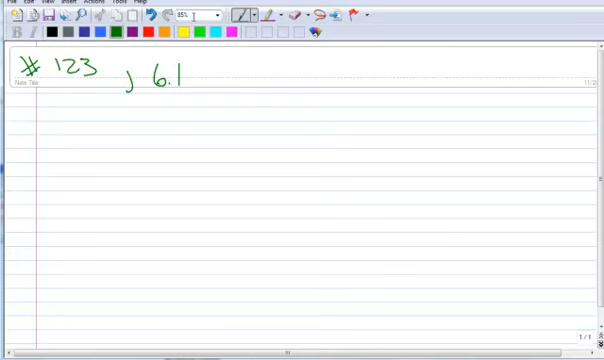 File Edit View Insert Actions Tools Help
85%
B I
# 123 , 6.1
Note Title
1/1